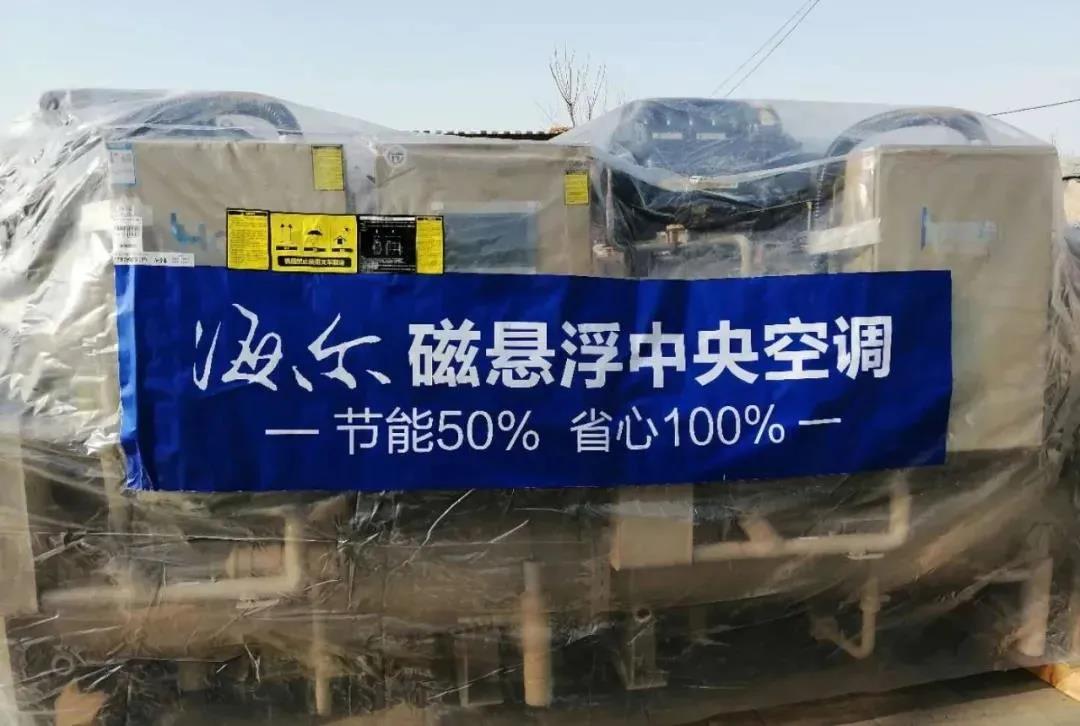 海尔 磁悬浮中央空调
— 节能50% 省心100% —